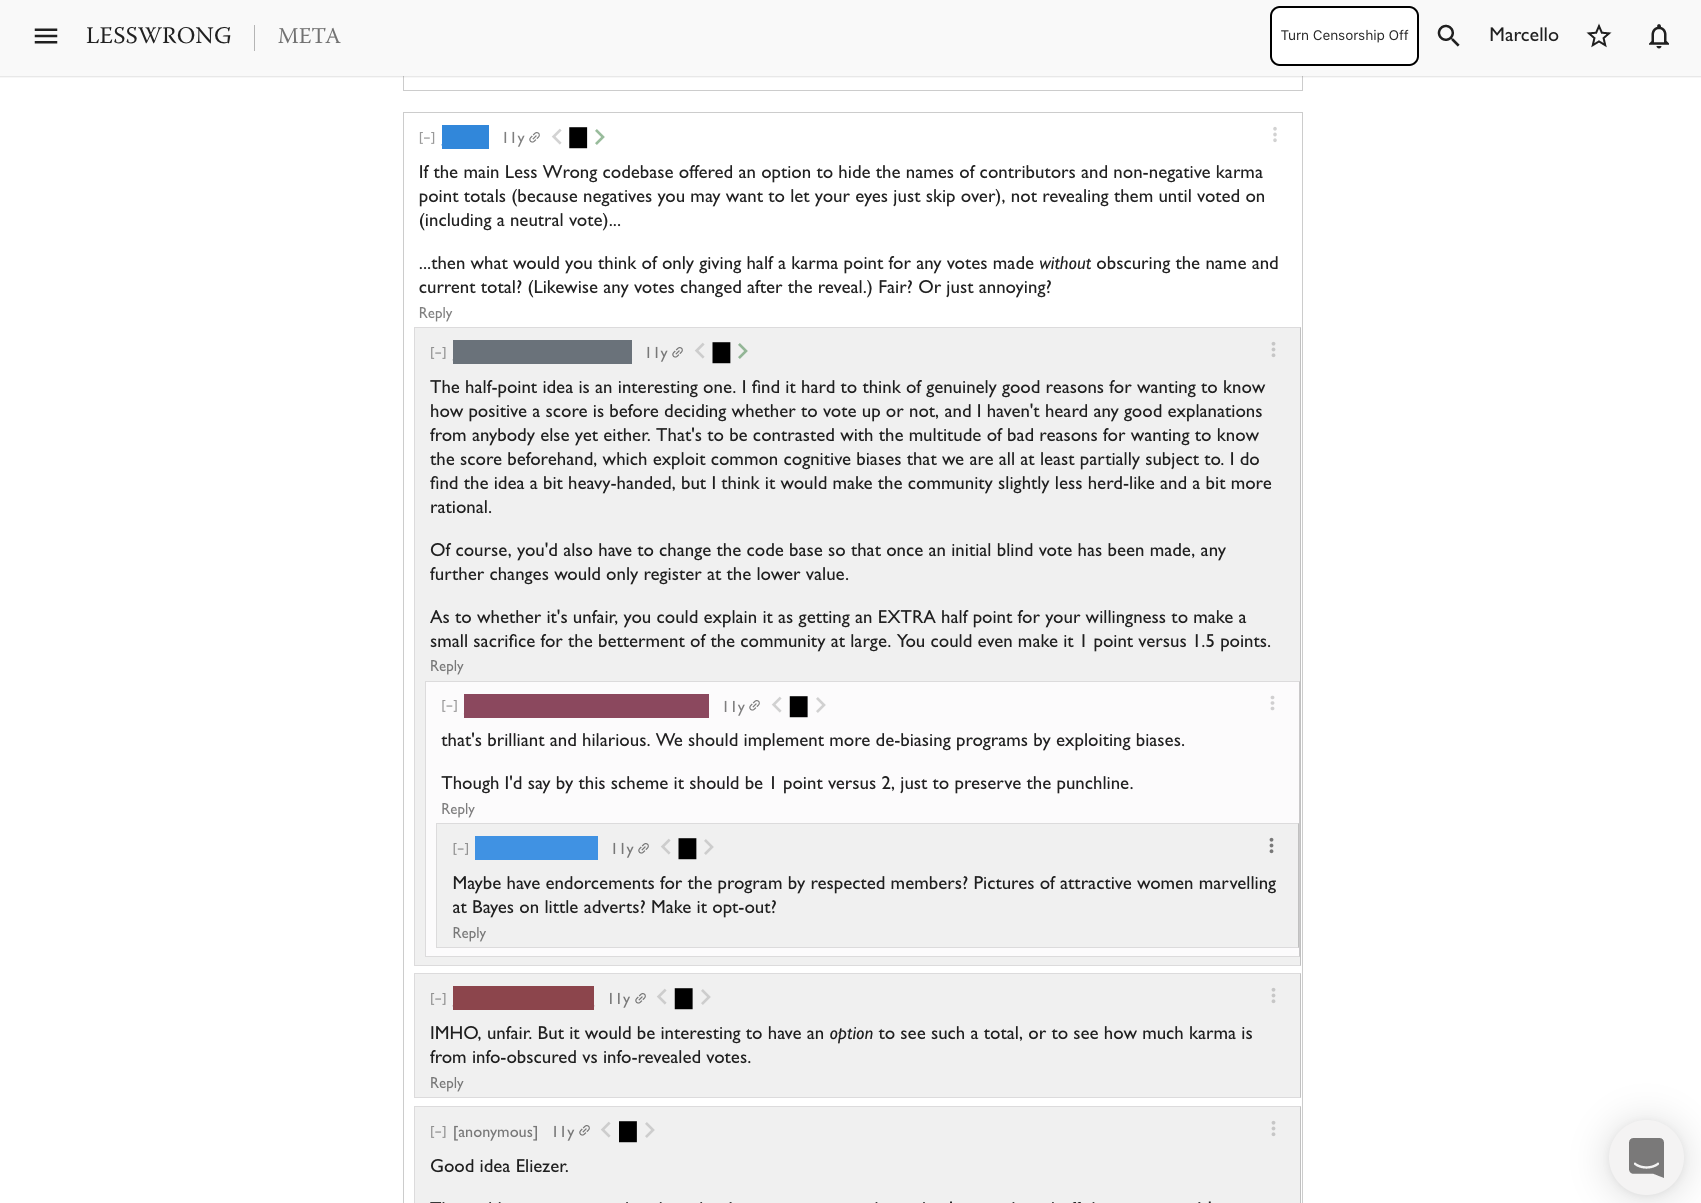 LESSWRONG | META
Turn Censorship Off
Marcello
[-] 11y
If the main Less Wrong codebase offered an option to hide the names of contributors and non-negative karma
point totals (because negatives you may want to let your eyes just skip over), not revealing them until voted on
(including a neutral vote)...
...then what would you think of only giving half a karma point for any votes made without obscuring the name and
current total? (Likewise any votes changed after the reveal.) Fair? Or just annoying?
Reply
[-] 11y
The half-point idea is an interesting one. I find it hard to think of genuinely good reasons for wanting to know
how positive a score is before deciding whether to vote up or not, and I haven't heard any good explanations
from anybody else yet either. That's to be contrasted with the multitude of bad reasons for wanting to know
the score beforehand, which exploit common cognitive biases that we are all at least partially subject to. I do
find the idea a bit heavy-handed, but I think it would make the community slightly less herd-like and a bit more
rational.
Of course, you'd also have to change the code base so that once an initial blind vote has been made, any
further changes would only register at the lower value.
As to whether it's unfair, you could explain it as getting an EXTRA half point for your willingness to make a
small sacrifice for the betterment of the community at large. You could even make it 1 point versus 1.5 points.
Reply
[-] 11y
that's brilliant and hilarious. We should implement more de-biasing programs by exploiting biases.
Though I'd say by this scheme it should be 1 point versus 2, just to preserve the punchline.
Reply
[-] 11y
Maybe have endorcements for the program by respected members? Pictures of attractive women marvelling
at Bayes on little adverts? Make it opt-out?
Reply
[-] 11y
IMHO, unfair. But it would be interesting to have an option to see such a total, or to see how much karma is
from info-obscured vs info-revealed votes.
Reply
[-] [anonymous] 11y
Good idea Eliezer.